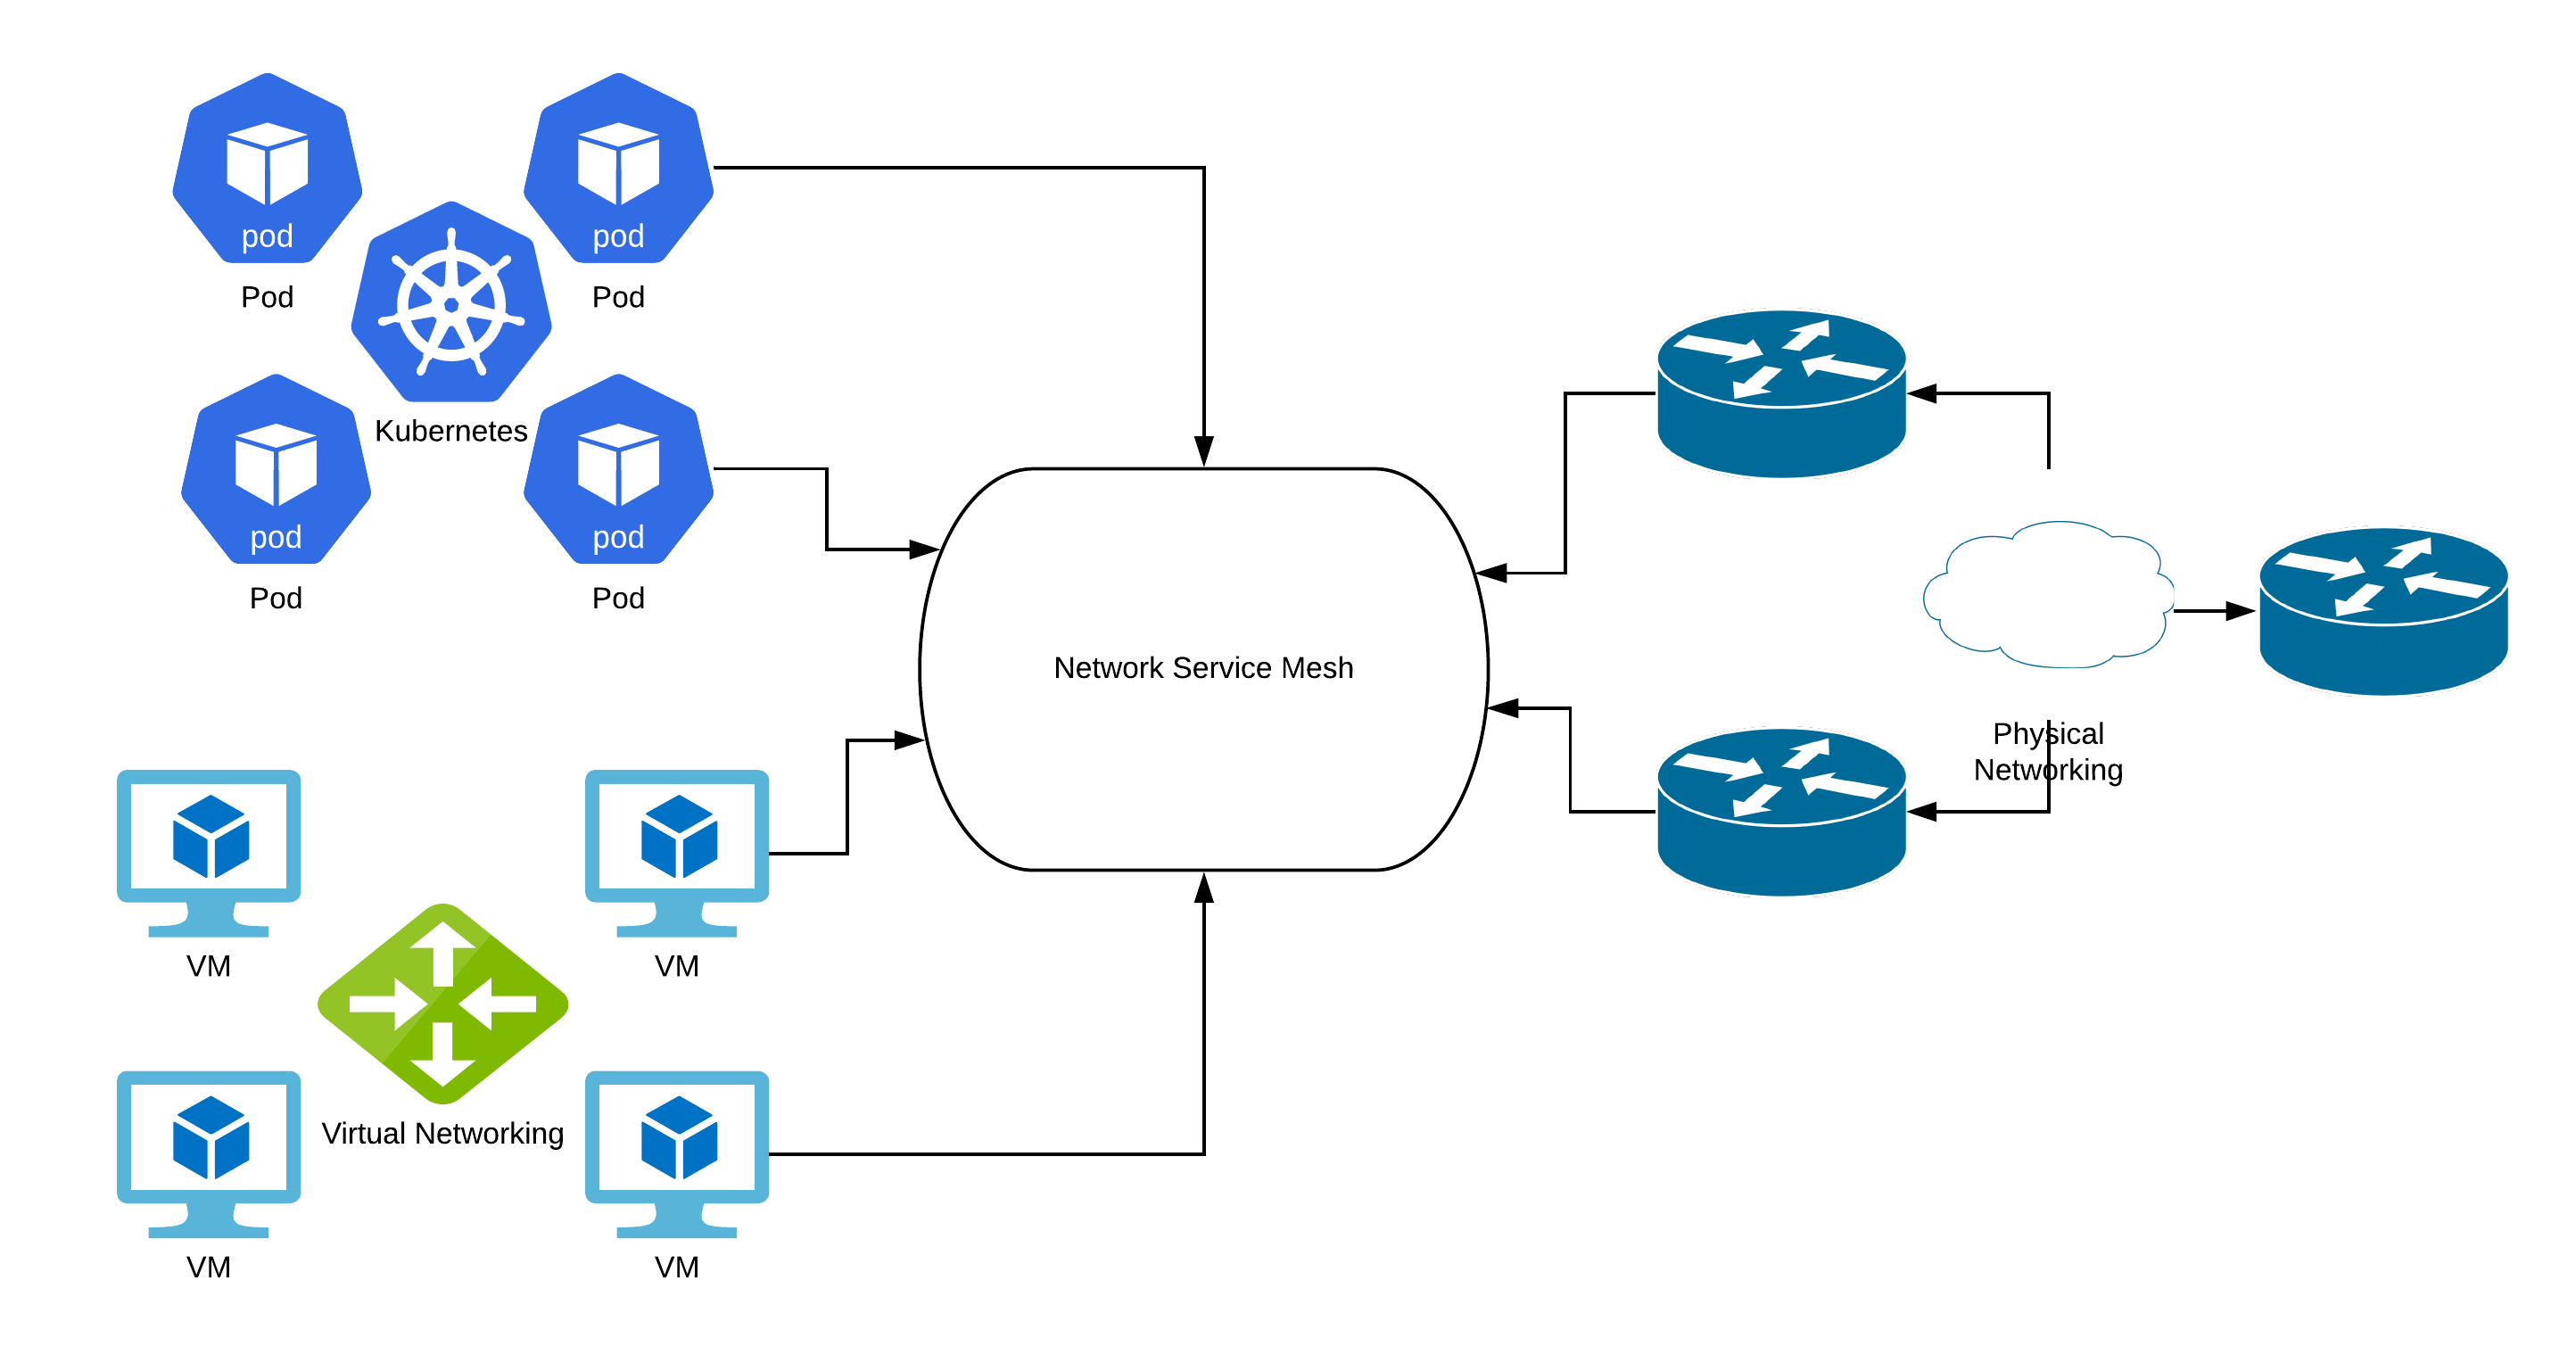 pod
Pod
pod
Pod
Kubernetes
pod
Pod
pod
Pod
Network Service Mesh
Physical
Networking
VM
VM
Virtual Networking
VM
VM